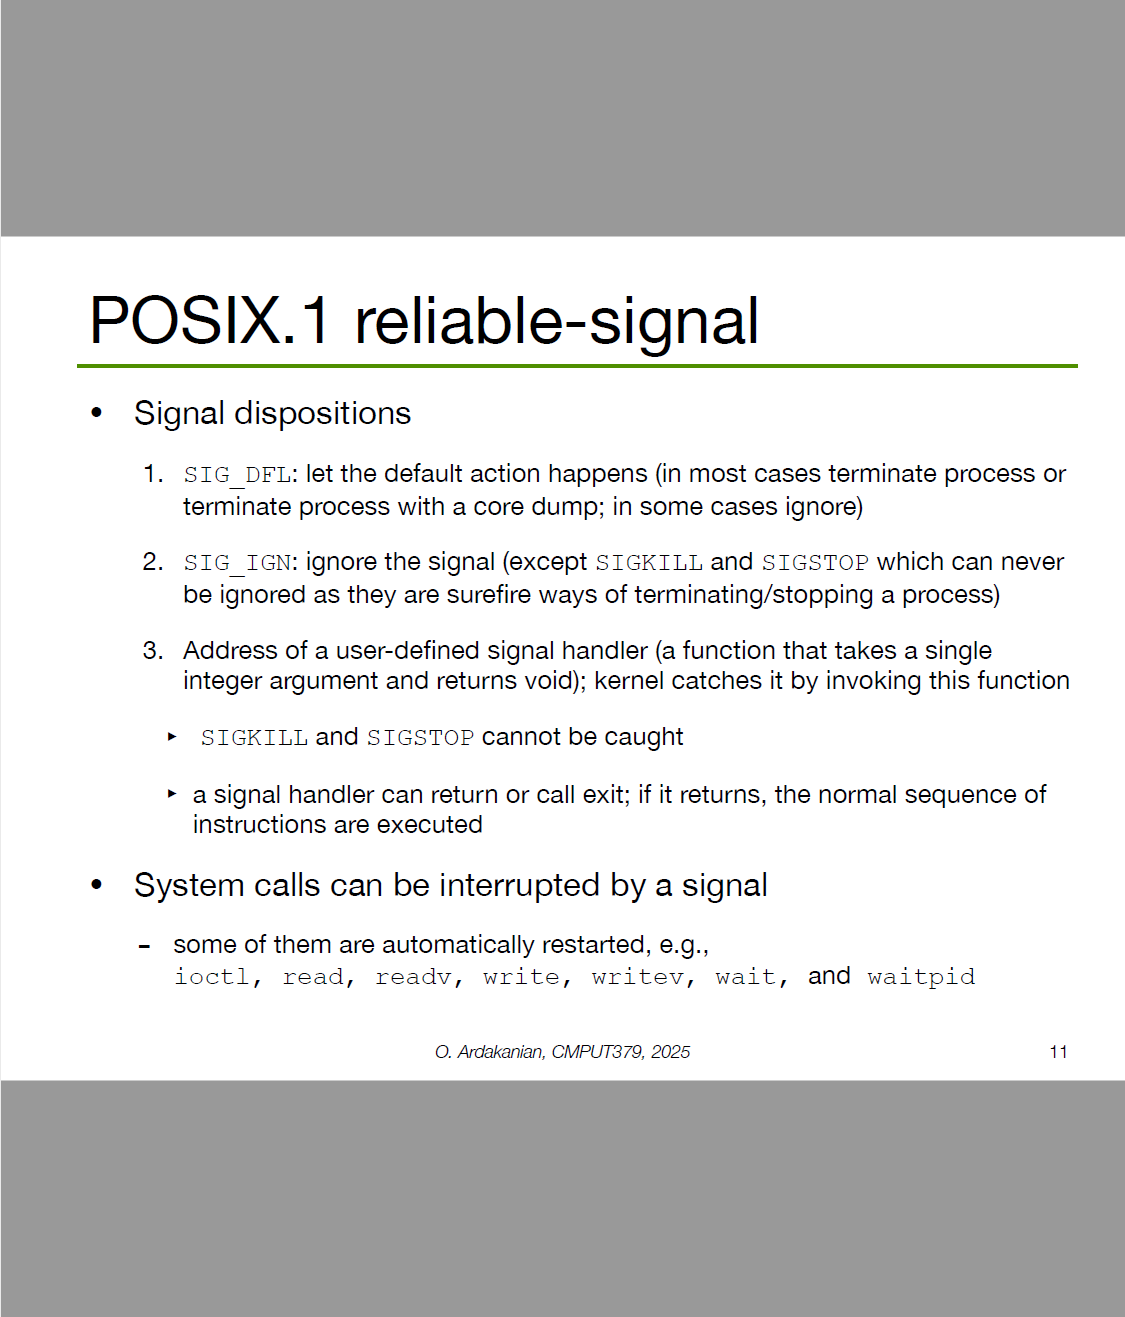 POSIX.1 reliable-signal
• Signal dispositions
1. SIG_DFL: let the default action happens (in most cases terminate process or
terminate process with a core dump; in some cases ignore)
2. SIG_IGN: ignore the signal (except SIGKILL and SIGSTOP which can never
be ignored as they are surefire ways of terminating/stopping a process)
3. Address of a user-defined signal handler (a function that takes a single
integer argument and returns void); kernel catches it by invoking this function
‣ SIGKILL and SIGSTOP cannot be caught
‣ a signal handler can return or call exit; if it returns, the normal sequence of
instructions are executed
• System calls can be interrupted by a signal
– some of them are automatically restarted, e.g.,
ioctl, read, readv, write, writev, wait, and waitpid
O. Ardakanian, CMPUT379, 2025
11